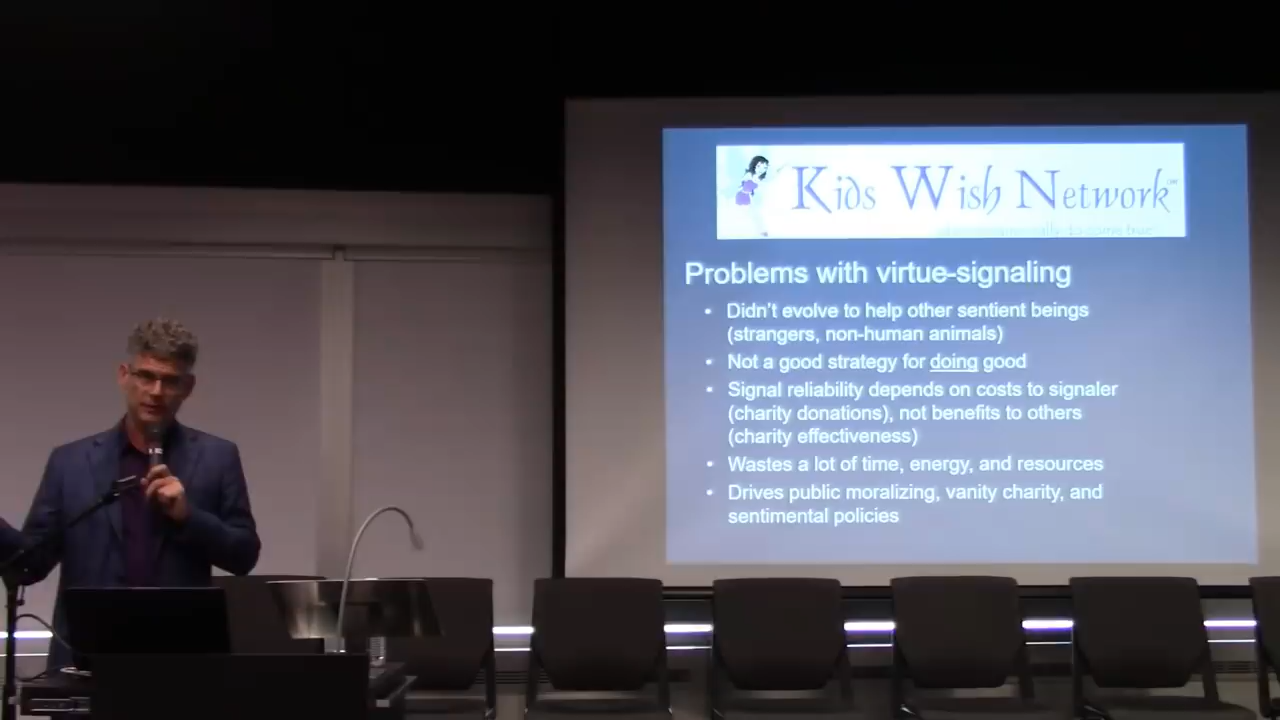 Kids Wish Network™
Problems with virtue-signaling
• Didn't evolve to help other sentient beings
(strangers, non-human animals)
• Not a good strategy for doing good
• Signal reliability depends on costs to signaler
(charity donations), not benefits to others
(charity effectiveness)
• Wastes a lot of time, energy, and resources
• Drives public moralizing, vanity charity, and
sentimental policies